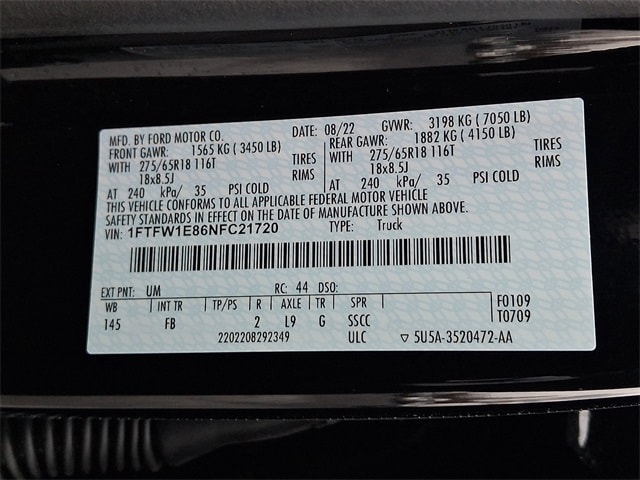 MFD. BY FORD MOTOR CO. DATE: 08/22 GVWR: 3198 KG ( 7050 LB)
FRONT GAWR: 1565 KG ( 3450 LB) REAR GAWR: 1882 KG ( 4150 LB)
WITH 275/65R18 116T TIRES WITH 275/65R18 116T TIRES
18x8.5J RIMS 18x8.5J RIMS
AT 240 kPa/ 35 PSI COLD AT 240 kPa/ 35 PSI COLD
THIS VEHICLE CONFORMS TO ALL APPLICABLE FEDERAL MOTOR VEHICLE
SAFETY STANDARDS IN EFFECT ON THE DATE OF MANUFACTURE SHOWN ABOVE.
VIN: 1FTFW1E86NFC21720 TYPE: Truck
EXT PNT: UM RC: 44 DSO:
WB INT TR TP/PS R AXLE TR SPR F0109
145 FB 2 L9 G SSCC T0709
2202208292349 ULC ▽ 5U5A-3520472-AA